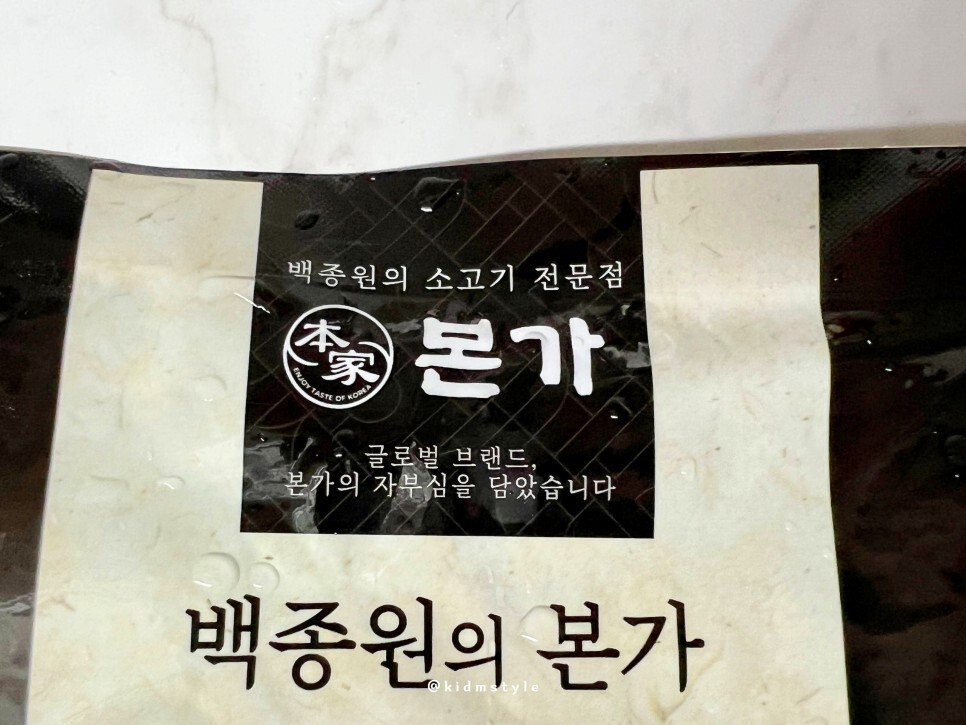 백종원의 소고기 전문점
本家
ENJOY TASTE OF KOREA
본가
글로벌 브랜드,
본가의 자부심을 담았습니다
백종원의 본가
@kidmstyle